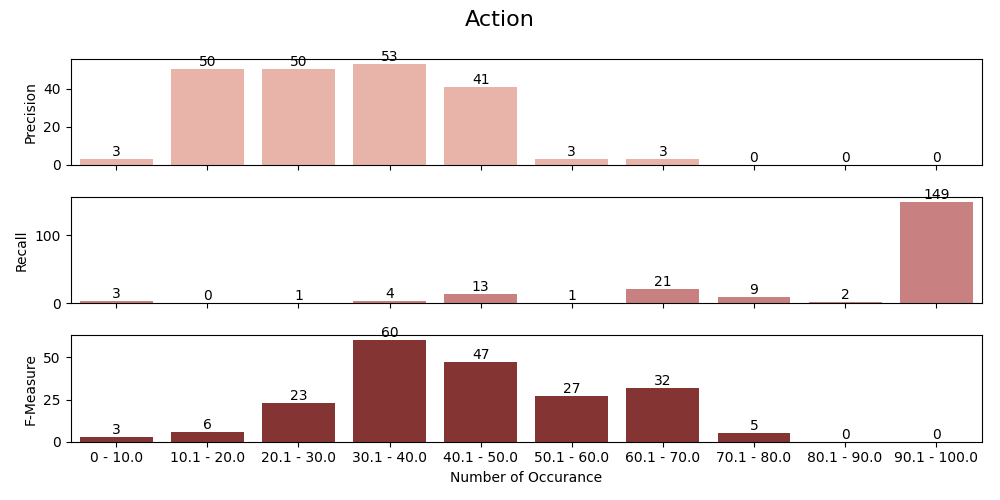 Action
Precision
40
20
0
3 50 50 53 41 3 3 0 0 0
Recall
100
0
3 0 1 4 13 1 21 9 2 149
F-Measure
50
25
0
3 6 23 60 47 27 32 5 0 0
0 - 10.0 10.1 - 20.0 20.1 - 30.0 30.1 - 40.0 40.1 - 50.0 50.1 - 60.0 60.1 - 70.0 70.1 - 80.0 80.1 - 90.0 90.1 - 100.0
Number of Occurance